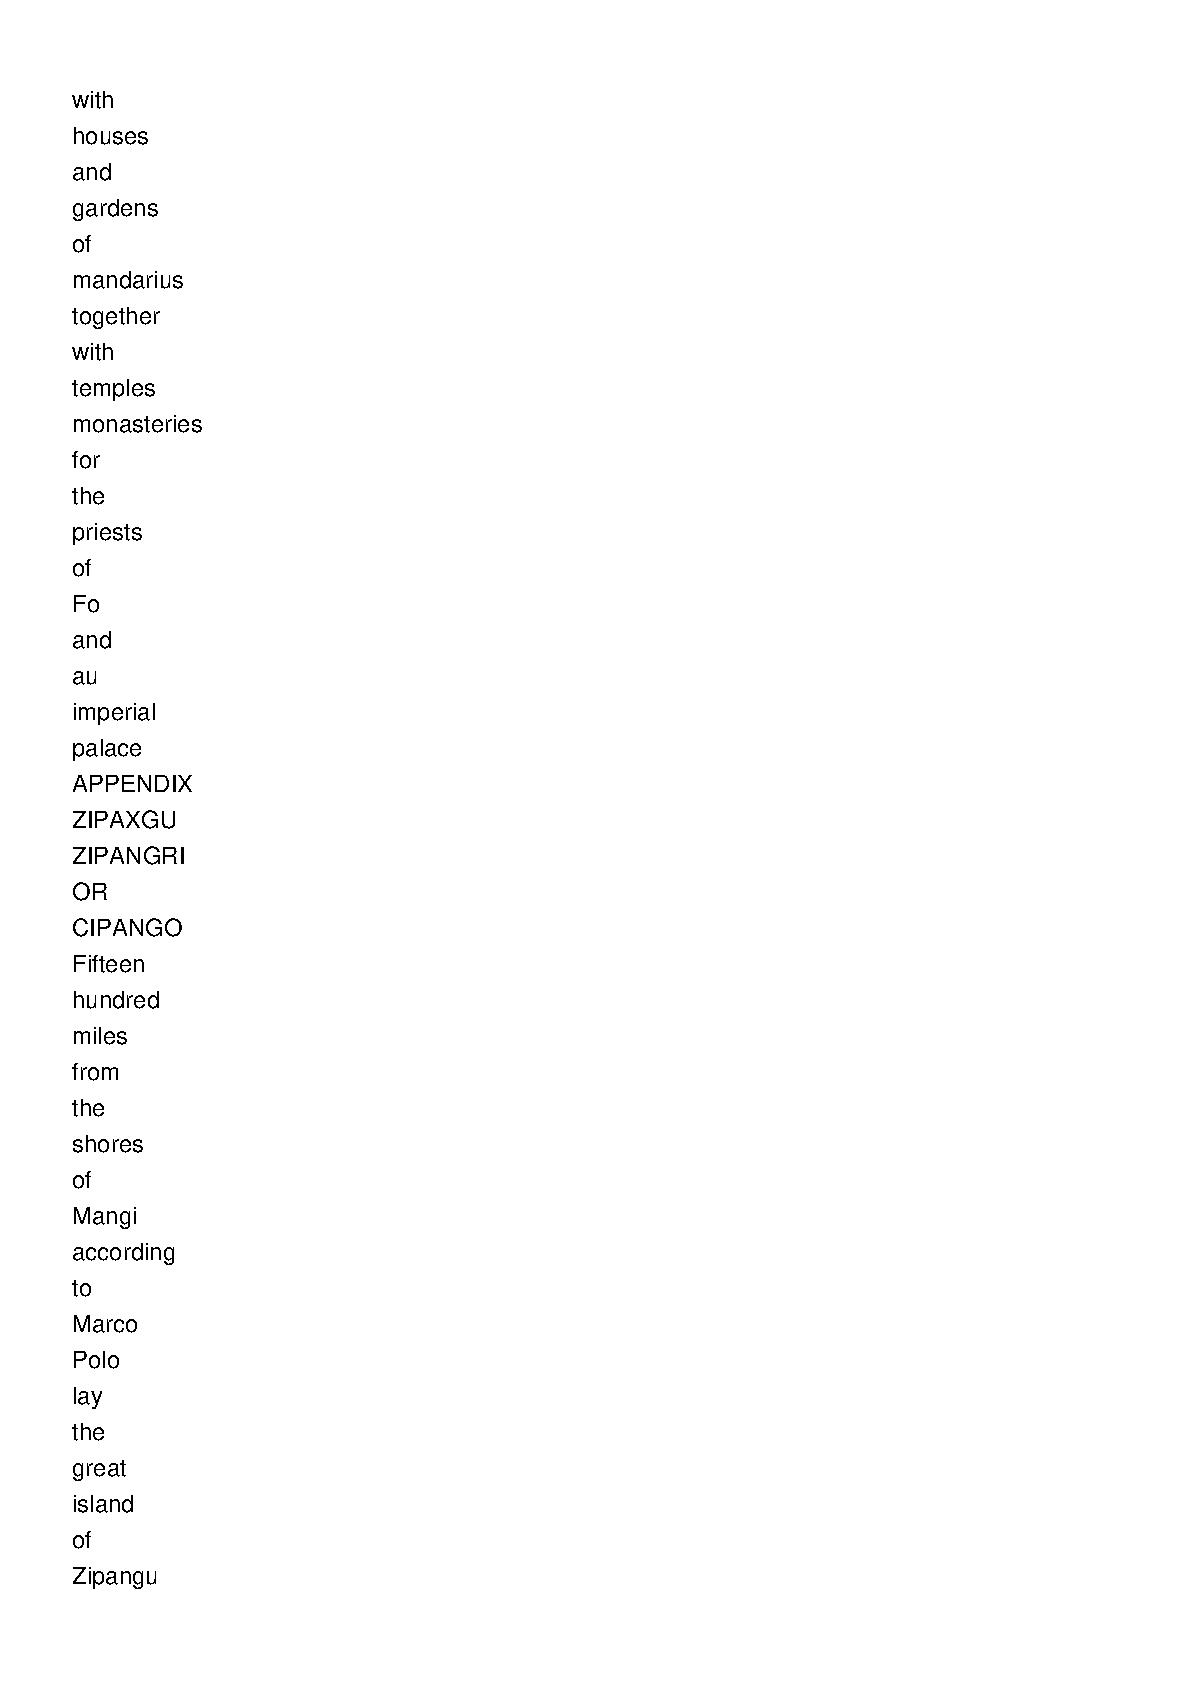 with
houses
and
gardens
of
mandarius
together
with
temples
monasteries
for
the
priests
of
Fo
and
au
imperial
palace
APPENDIX
ZIPAXGU
ZIPANGRI
OR
CIPANGO
Fifteen
hundred
miles
from
the
shores
of
Mangi
according
to
Marco
Polo
lay
the
great
island
of
Zipangu